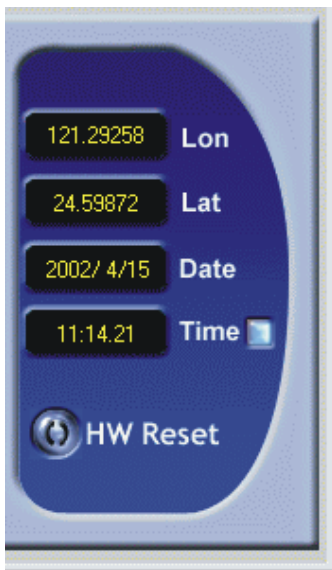 121.29258 Lon
24.59872 Lat
2002/ 4/15 Date
11:14.21 Time
HW Reset